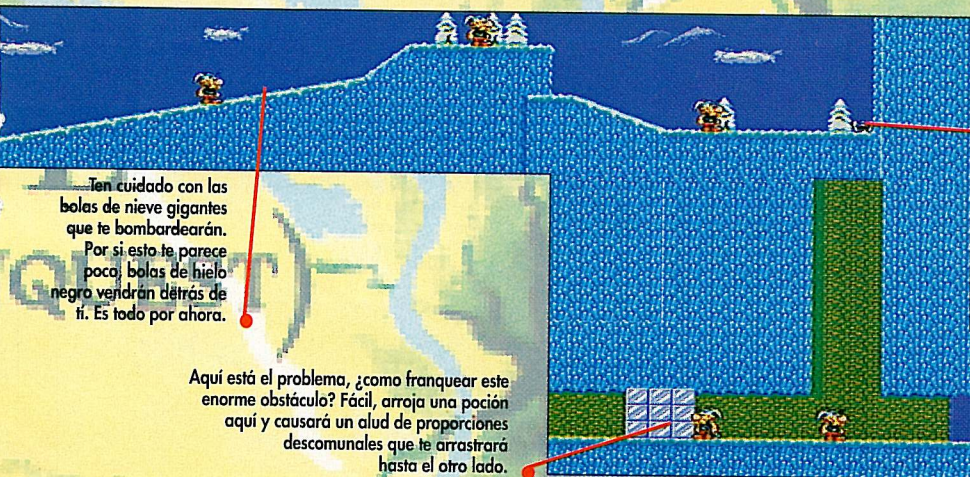 Ten cuidado con las
bolas de nieve gigantes
que te bombardearán.
Por si esto te parece
poco, bolas de hielo
negro vendrán detrás de
tí. Es todo por ahora.
Aquí está el problema, ¿como franquear este
enorme obstáculo? Fácil, arroja una poción
aquí y causará un alud de proporciones
descomunales que te arrastrará
hasta el otro lado.